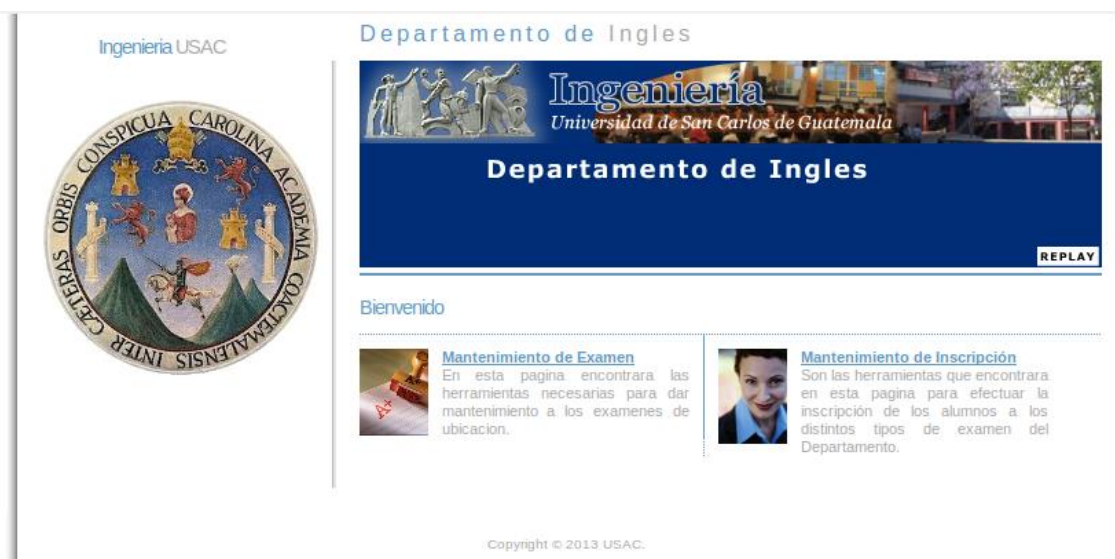 Ingenieria USAC
CAROLINA ACADEMIA COACTEMALENSIS INTER CÆTERAS ORBIS CONSPICUA
Departamento de Ingles
Ingeniería
Universidad de San Carlos de Guatemala
Departamento de Ingles
REPLAY
Bienvenido
Mantenimiento de Examen
En esta pagina encontrara las
herramientas necesarias para dar
mantenimiento a los examenes de
ubicacion.
A+
Mantenimiento de Inscripción
Son las herramientas que encontrara
en esta pagina para efectuar la
inscripción de los alumnos a los
distintos tipos de examen del
Departamento.
Copyright © 2013 USAC.